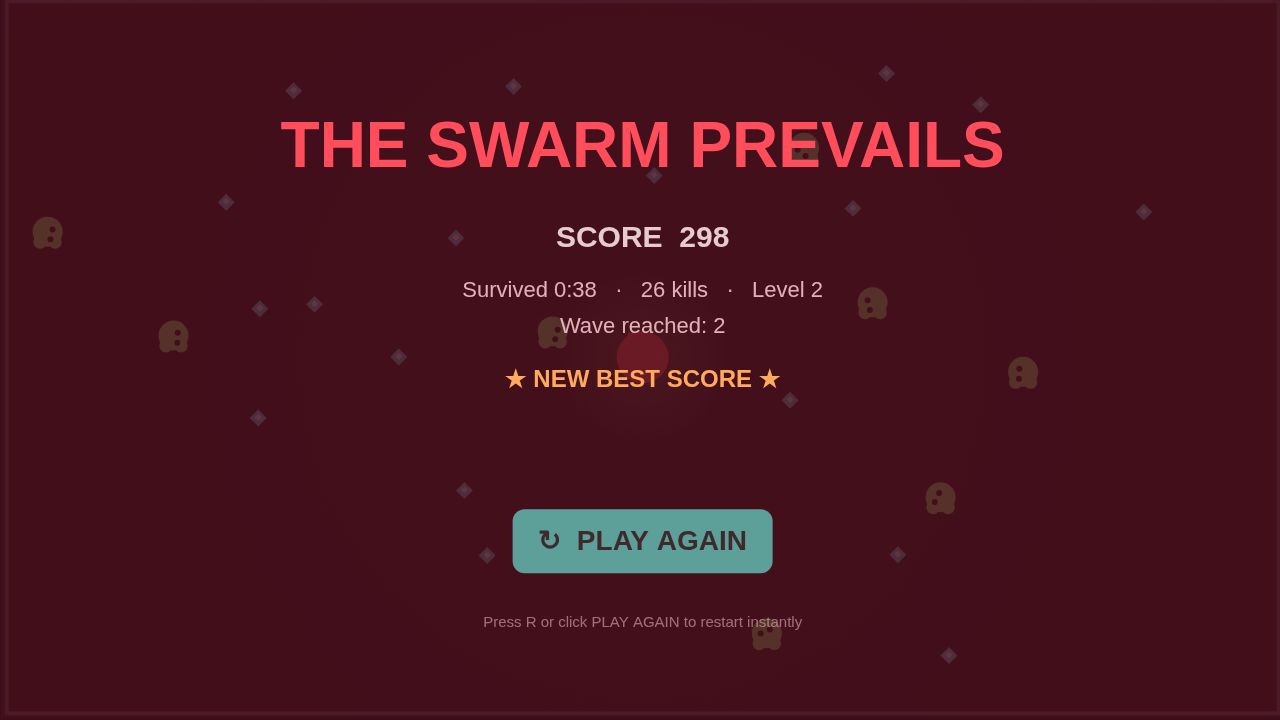 THE SWARM PREVAILS
SCORE 298
Survived 0:38 · 26 kills · Level 2
Wave reached: 2
★ NEW BEST SCORE ★
↻ PLAY AGAIN
Press R or click PLAY AGAIN to restart instantly